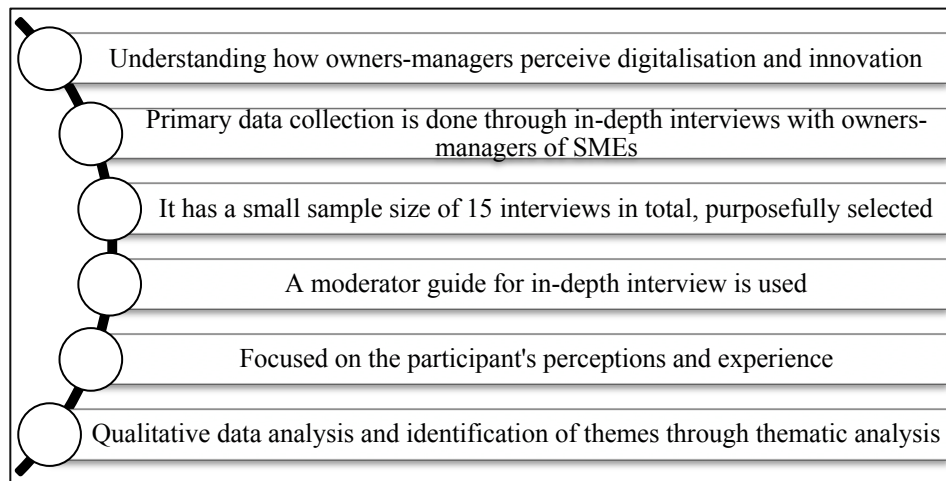 Understanding how owners-managers perceive digitalisation and innovation
Primary data collection is done through in-depth interviews with owners-
managers of SMEs
It has a small sample size of 15 interviews in total, purposefully selected
A moderator guide for in-depth interview is used
Focused on the participant's perceptions and experience
Qualitative data analysis and identification of themes through thematic analysis